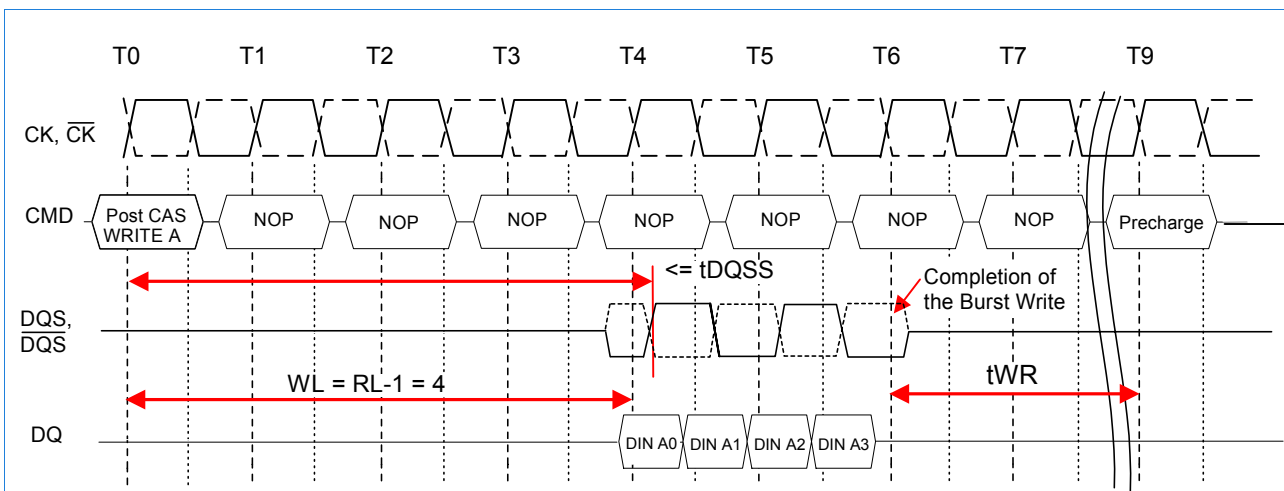 T0 T1 T2 T3 T4 T5 T6 T7 T9
CK, CK
CMD
Post CAS
WRITE A
NOP NOP NOP NOP NOP NOP NOP Precharge
<= tDQSS
Completion of
the Burst Write
DQS,
DQS
WL = RL-1 = 4
tWR
DQ
DIN A0 DIN A1 DIN A2 DIN A3